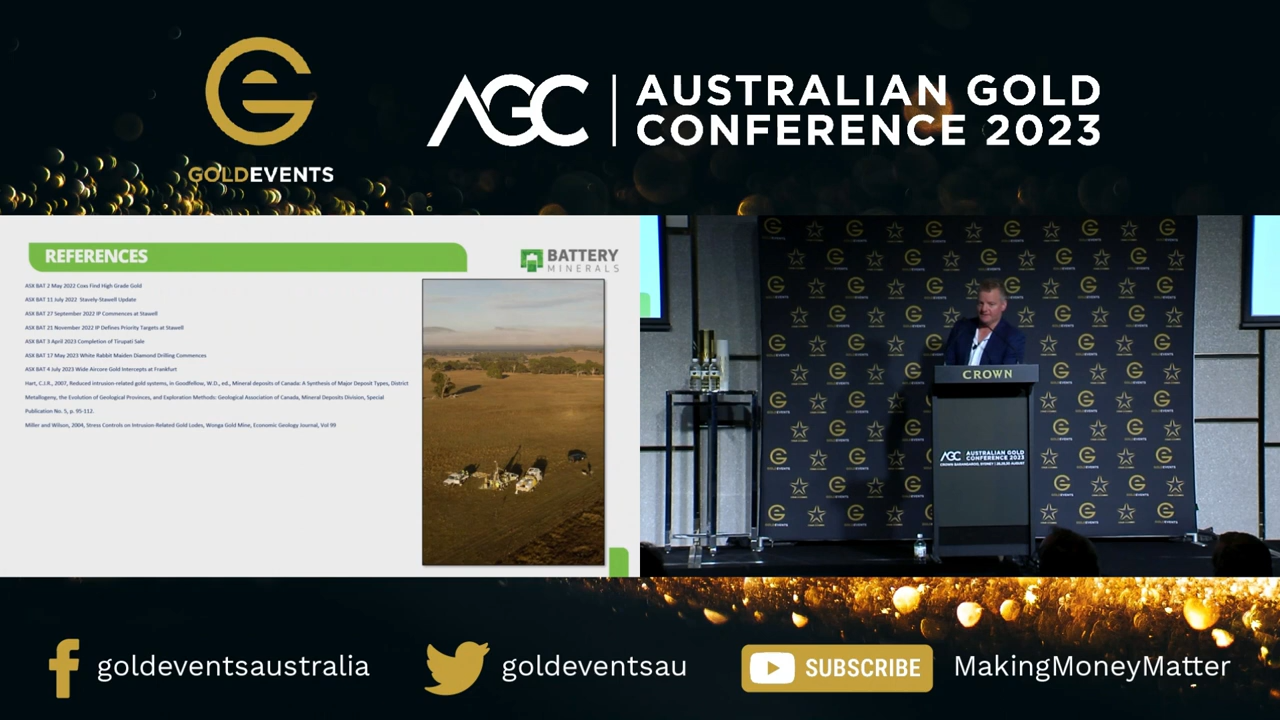 GOLDEVENTS
AGC
AUSTRALIAN GOLD
CONFERENCE 2023
REFERENCES
BATTERY
MINERALS
ASX BAT 2 May 2022 Coxs Find High Grade Gold
ASX BAT 11 July 2022 Stavely-Stawell Update
ASX BAT 27 September 2022 IP Commences at Stawell
ASX BAT 21 November 2022 IP Defines Priority Targets at Stawell
ASX BAT 3 April 2023 Completion of Tirupati Sale
ASX BAT 17 May 2023 White Rabbit Maiden Diamond Drilling Commences
ASX BAT 4 July 2023 Wide Aircore Gold Intercepts at Frankfurt
Hart, C.J.R., 2007, Reduced intrusion-related gold systems, in Goodfellow, W.D., ed., Mineral deposits of Canada: A Synthesis of Major Deposit Types, District
Metallogeny, the Evolution of Geological Provinces, and Exploration Methods: Geological Association of Canada, Mineral Deposits Division, Special
Publication No. 5, p. 95-112.
Miller and Wilson, 2004, Stress Controls on Intrusion-Related Gold Lodes, Wonga Gold Mine, Economic Geology Journal, Vol 99
CROWN
AGC
AUSTRALIAN GOLD
CONFERENCE 2023
goldeventsaustralia
goldeventsau
SUBSCRIBE
MakingMoneyMatter